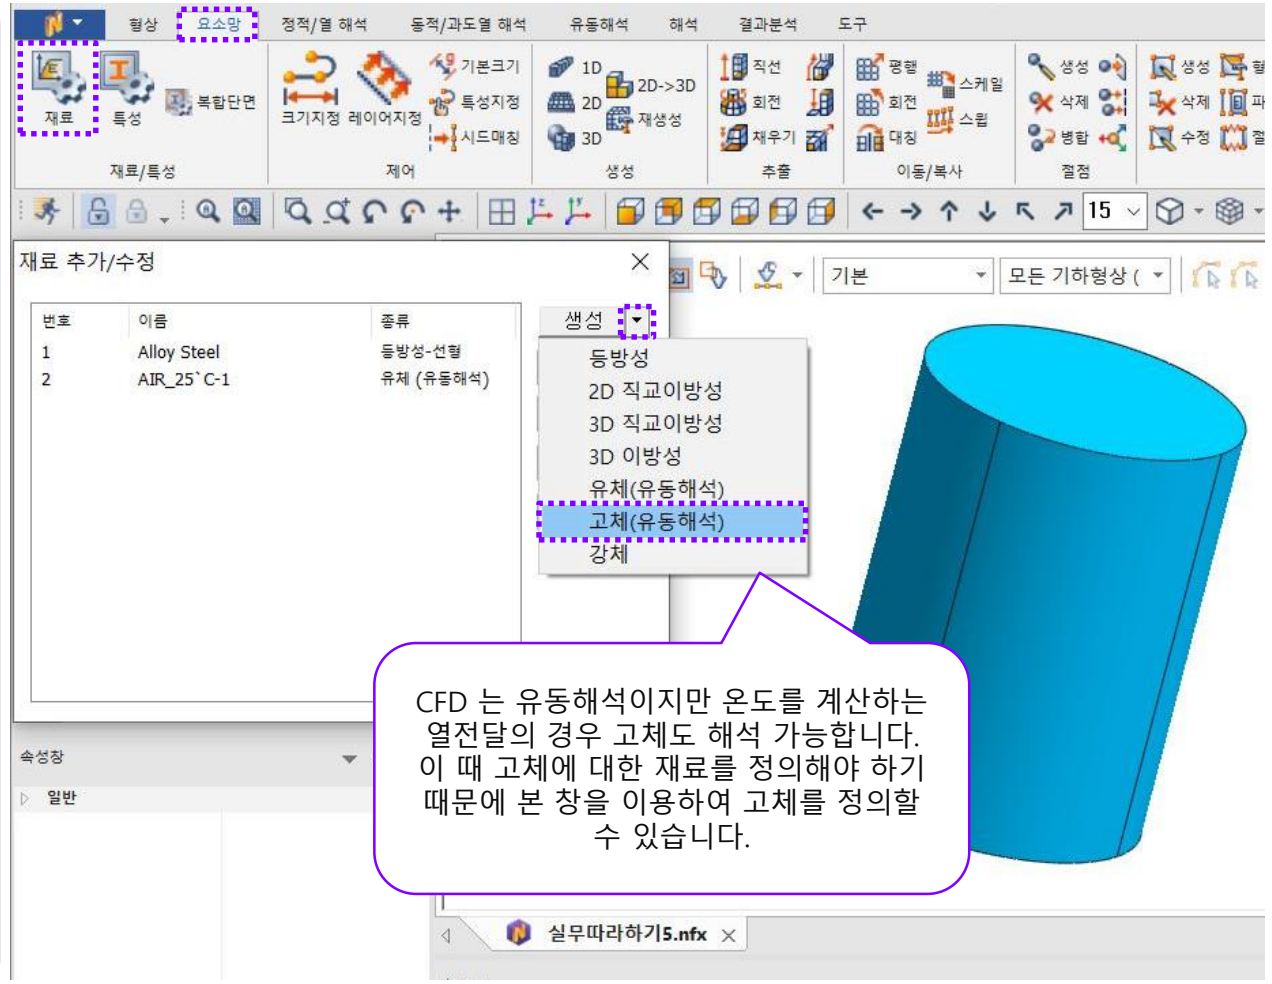 형상 요소망 정적/열 해석 동적/과도열 해석 유동해석 해석 결과분석 도구
재료 특성 복합단면 크기지정 레이어지정 기본크기 특성지정 시드매칭
1D 2D 3D 2D->3D 재생성
직선 회전 채우기
평행 회전 대칭 스케일 스윕
생성 삭제 병합
생성 삭제 수정
재료/특성 제어 생성 추출 이동/복사 절점
15
재료 추가/수정
기본 모든 기하형상 (
번호 이름 종류 생성
1 Alloy Steel 등방성-선형
2 AIR_25`C-1 유체 (유동해석)
등방성
2D 직교이방성
3D 직교이방성
3D 이방성
유체(유동해석)
고체(유동해석)
강체
CFD 는 유동해석이지만 온도를 계산하는
열전달의 경우 고체도 해석 가능합니다.
이 때 고체에 대한 재료를 정의해야 하기
때문에 본 창을 이용하여 고체를 정의할
수 있습니다.
속성창
일반
실무따라하기5.nfx